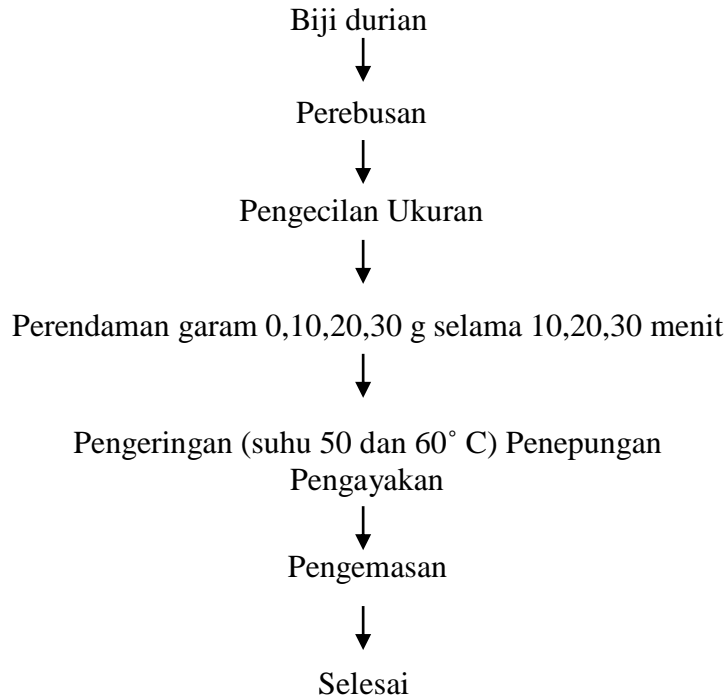 Biji durian
Perebusan
Pengecilan Ukuran
Perendaman garam 0,10,20,30 g selama 10,20,30 menit
Pengeringan (suhu 50 dan 60˚ C) Penepungan
Pengayakan
Pengemasan
Selesai